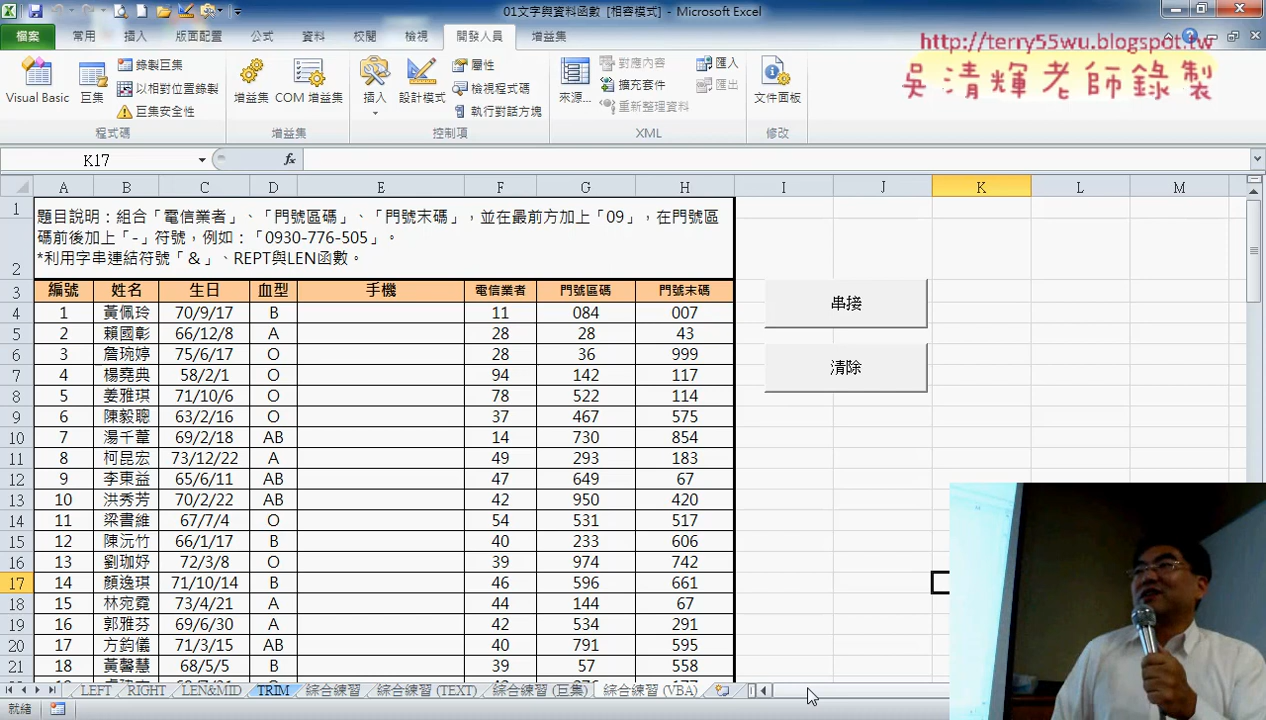 01文字與資料函數 [相容模式] - Microsoft Excel
檔案 常用 插入 版面配置 公式 資料 校閱 檢視 開發人員 增益集
http://terry55wu.blogspot.tw
吳清輝老師錄製
Visual Basic 巨集 錄製巨集 以相對位置錄製 巨集安全性 程式碼
增益集 COM 增益集 增益集
插入 設計模式 屬性 檢視程式碼 執行對話方塊 控制項
來源... 對應內容 擴充套件 重新整理資料 匯入 匯出 XML
文件面板 修改
K17 fx
A B C D E F G H I J K L M
1 題目說明：組合「電信業者」、「門號區碼」、「門號末碼」，並在最前方加上「09」，在門號區
碼前後加上「-」符號，例如：「0930-776-505」。
2 *利用字串連結符號「&」、REPT與LEN函數。
3 編號 姓名 生日 血型 手機 電信業者 門號區碼 門號末碼
4 1 黃佩玲 70/9/17 B 11 084 007
5 2 賴國彰 66/12/8 A 28 28 43
6 3 詹琬婷 75/6/17 O 28 36 999
7 4 楊堯典 58/2/1 O 94 142 117
8 5 姜雅琪 71/10/6 O 78 522 114
9 6 陳毅聰 63/2/16 O 37 467 575
10 7 湯千葦 69/2/18 AB 14 730 854
11 8 柯昆宏 73/12/22 A 49 293 183
12 9 李東益 65/6/11 AB 47 649 67
13 10 洪秀芳 70/2/22 AB 42 950 420
14 11 梁書維 67/7/4 O 54 531 517
15 12 陳沅竹 66/1/17 B 40 233 606
16 13 劉珈妤 72/3/8 O 39 974 742
17 14 顏逸琪 71/10/14 B 46 596 661
18 15 林宛霓 73/4/21 A 44 144 67
19 16 郭雅芬 69/6/30 A 42 534 291
20 17 方鈞儀 71/3/15 AB 40 791 595
21 18 黃馨慧 68/5/5 B 39 57 558
串接
清除
LEFT RIGHT LEN&MID TRIM 綜合練習 綜合練習 (TEXT) 綜合練習 (巨集) 綜合練習 (VBA)
就緒